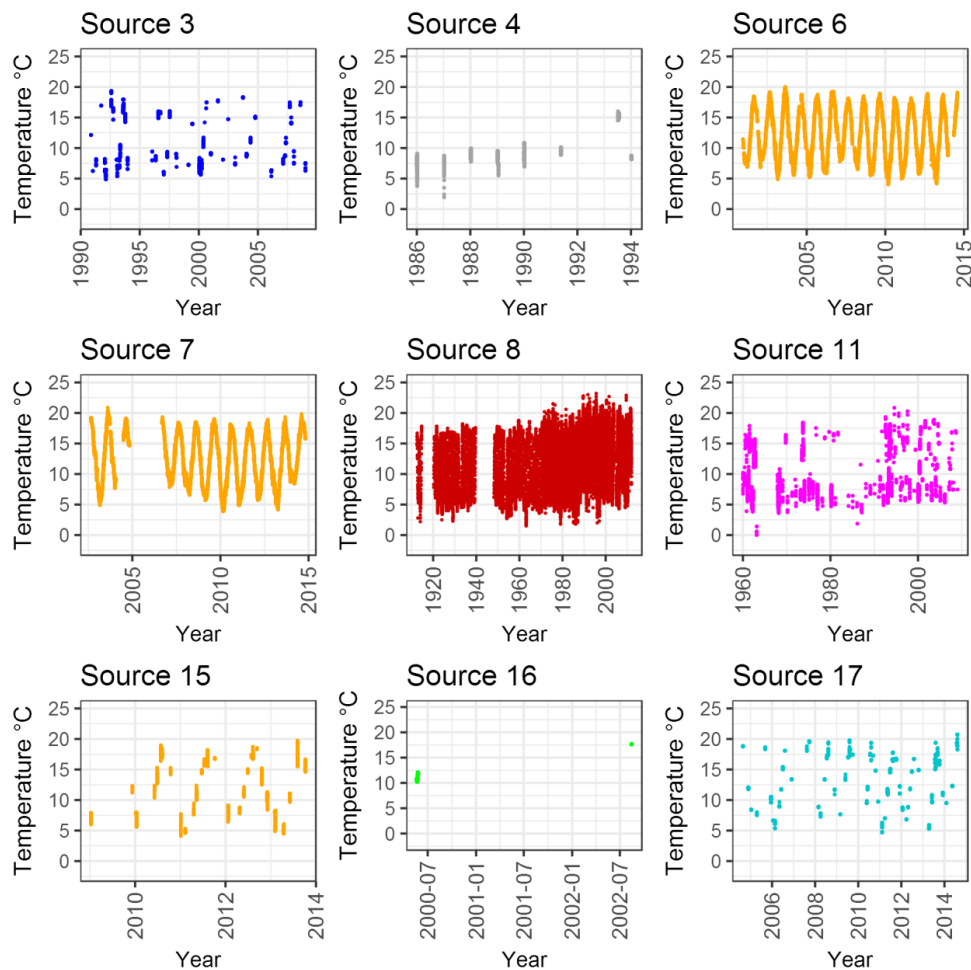 Source 3 Source 4 Source 6
Temperature °C Temperature °C Temperature °C
25 25 25
20 20 20
15 15 15
10 10 10
5 5 5
0 0 0
1990 1995 2000 2005 1986 1988 1990 1992 1994 2005 2010 2015
Year Year Year
Source 7 Source 8 Source 11
Temperature °C Temperature °C Temperature °C
25 25 25
20 20 20
15 15 15
10 10 10
5 5 5
0 0 0
2005 2010 2015 1920 1940 1960 1980 2000 1960 1980 2000
Year Year Year
Source 15 Source 16 Source 17
Temperature °C Temperature °C Temperature °C
25 25 25
20 20 20
15 15 15
10 10 10
5 5 5
0 0 0
2010 2012 2014 2000-07 2001-01 2001-07 2002-01 2002-07 2006 2008 2010 2012 2014
Year Year Year